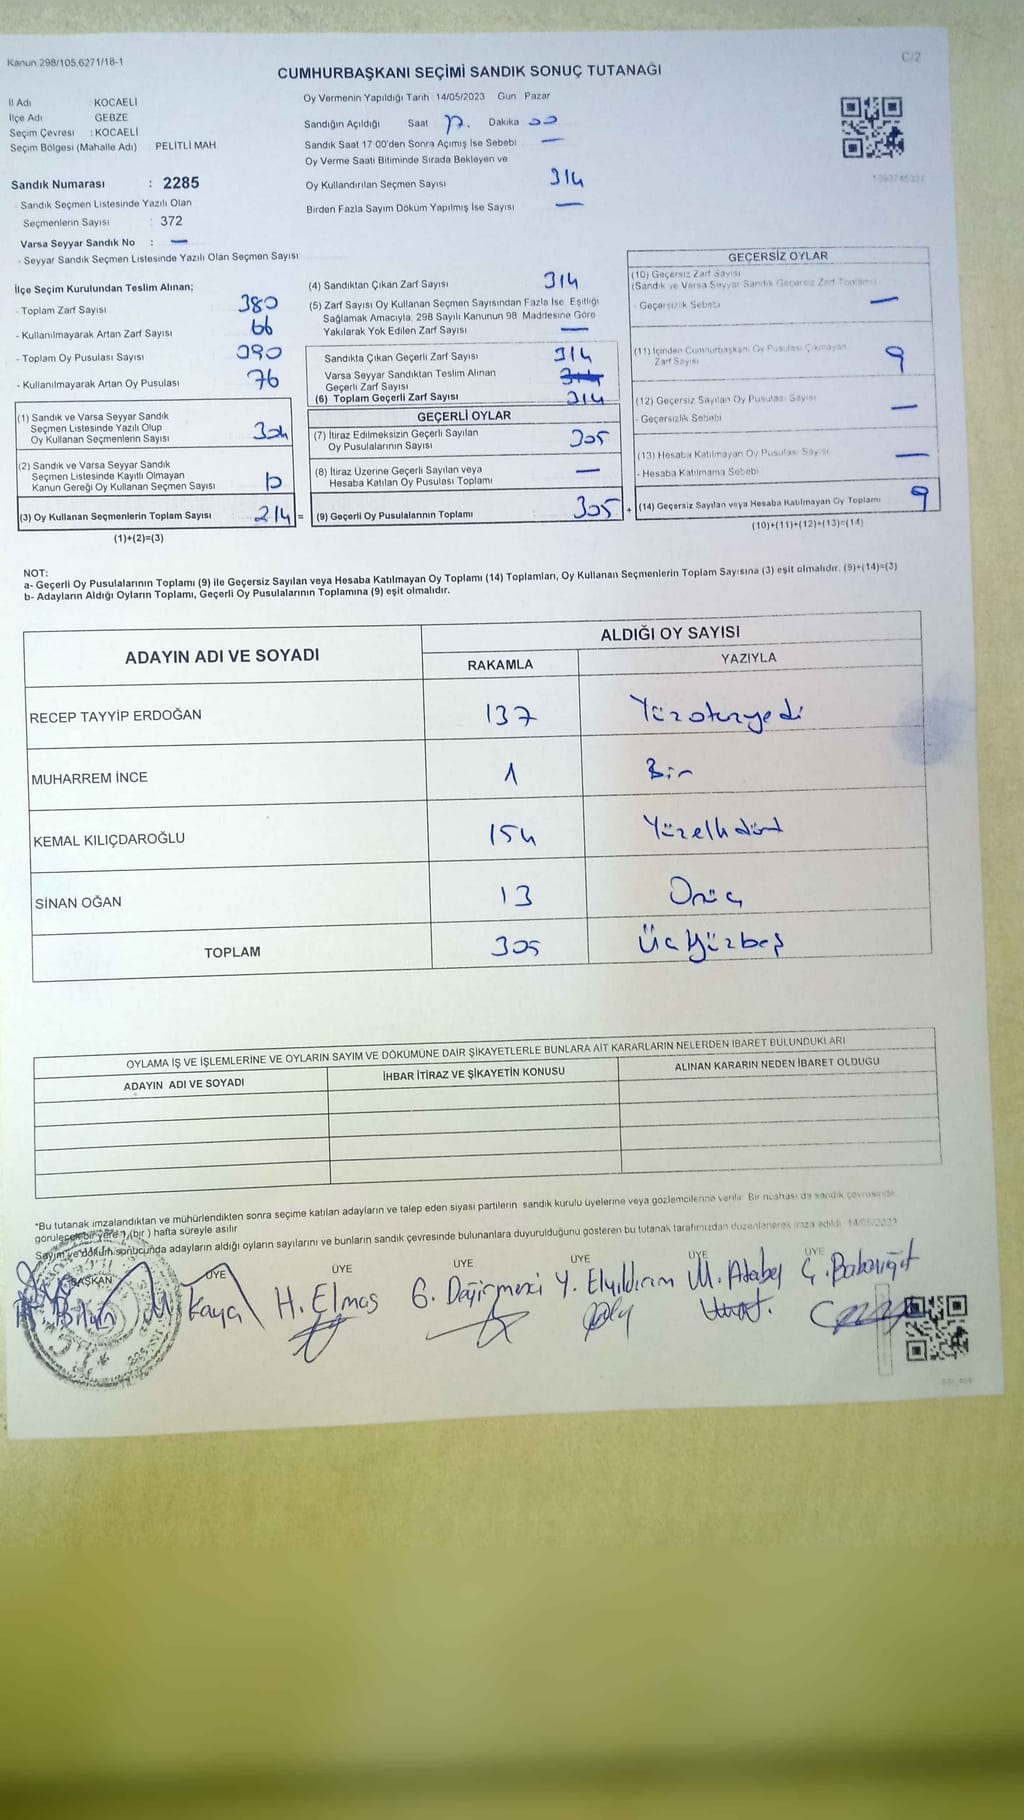 Kanun 298/105,6271/18-1
C/2
CUMHURBAŞKANI SEÇİMİ SANDIK SONUÇ TUTANAĞI
İl Adı KOCAELİ
İlçe Adı GEBZE
Seçim Çevresi : KOCAELİ
Seçim Bölgesi (Mahalle Adı) PELİTLİ MAH
Sandık Numarası : 2285
Sandık Seçmen Listesinde Yazılı Olan
Seçmenlerin Sayısı : 372
Varsa Seyyar Sandık No : —
- Seyyar Sandık Seçmen Listesinde Yazılı Olan Seçmen Sayısı
Oy Vermenin Yapıldığı Tarih 14/05/2023 Gün Pazar
Sandığın Açıldığı Saat 17. Dakika 00
Sandık Saat 17 00'den Sonra Açımış İse Sebebi —
Oy Verme Saati Bitiminde Sırada Bekleyen ve
Oy Kullandırılan Seçmen Sayısı 314
Birden Fazla Sayım Döküm Yapılmış İse Sayısı —
İlçe Seçim Kurulundan Teslim Alınan;
- Toplam Zarf Sayısı 380
- Kullanılmayarak Artan Zarf Sayısı 66
- Toplam Oy Pusulası Sayısı 390
- Kullanılmayarak Artan Oy Pusulası 76
(1) Sandık ve Varsa Seyyar Sandık
Seçmen Listesinde Yazılı Olup
Oy Kullanan Seçmenlerin Sayısı 304
(2) Sandık ve Varsa Seyyar Sandık
Seçmen Listesinde Kayıtlı Olmayan
Kanun Gereği Oy Kullanan Seçmen Sayısı
(3) Oy Kullanan Seçmenlerin Toplam Sayısı 214 =
(1)+(2)=(3)
(4) Sandıktan Çıkan Zarf Sayısı 314
(5) Zarf Sayısı Oy Kullanan Seçmen Sayısından Fazla İse Eşitliği
Sağlamak Amacıyla, 298 Sayılı Kanunun 98 Maddesine Göre
Yakılarak Yok Edilen Zarf Sayısı —
Sandıkta Çıkan Geçerli Zarf Sayısı 314
Varsa Seyyar Sandıktan Teslim Alınan
Geçerli Zarf Sayısı
(6) Toplam Geçerli Zarf Sayısı 314
GEÇERLİ OYLAR
(7) İtiraz Edilmeksizin Geçerli Sayılan
Oy Pusulalarının Sayısı 305
(8) İtiraz Üzerine Geçerli Sayılan veya
Hesaba Katılan Oy Pusulası Toplamı —
(9) Geçerli Oy Pusulalarının Toplamı 305 +
GEÇERSİZ OYLAR
(10) Geçersiz Zarf Sayısı
(Sandık ve Varsa Seyyar Sandık Geçersiz Zarf Toplamı)
- Geçersizlik Sebebi —
(11) İçinden Cumhurbaşkanı Oy Pusulası Çıkmayan
Zarf Sayısı 9
(12) Geçersiz Sayılan Oy Pusulası Sayısı
- Geçersizlik Sebebi —
(13) Hesaba Katılmayan Oy Pusulası Sayısı
- Hesaba Katılmama Sebebi —
(14) Geçersiz Sayılan veya Hesaba Katılmayan Oy Toplamı 9
(10)+(11)+(12)+(13)=(14)
NOT:
a- Geçerli Oy Pusulalarının Toplamı (9) ile Geçersiz Sayılan veya Hesaba Katılmayan Oy Toplamı (14) Toplamları, Oy Kullanan Seçmenlerin Toplam Sayısına (3) eşit olmalıdır. (9)+(14)=(3)
b- Adayların Aldığı Oyların Toplamı, Geçerli Oy Pusulalarının Toplamına (9) eşit olmalıdır.
ADAYIN ADI VE SOYADI ALDIĞI OY SAYISI
RAKAMLA YAZIYLA
RECEP TAYYİP ERDOĞAN 137 Yüzotuzyedi
MUHARREM İNCE 1 Bir
KEMAL KILIÇDAROĞLU 154 Yüzellidört
SİNAN OĞAN 13 Onüç
TOPLAM 305 Üçyüzbeş
OYLAMA İŞ VE İŞLEMLERİNE VE OYLARIN SAYIM VE DÖKÜMÜNE DAİR ŞİKAYETLERLE BUNLARA AİT KARARLARIN NELERDEN İBARET BULUNDUKLARI
ADAYIN ADI VE SOYADI İHBAR İTİRAZ VE ŞİKAYETİN KONUSU ALINAN KARARIN NEDEN İBARET OLDUĞU
*Bu tutanak imzalandıktan ve mühürlendikten sonra seçime katılan adayların ve talep eden siyasi partilerin sandık kurulu üyelerine veya gözlemcilerine verilir. Bir nüshası da sandık çevresinde
görülecek bir yere 1 (bir ) hafta süreyle asılır
Sayım ve döküm sonucunda adayların aldığı oyların sayılarını ve bunların sandık çevresinde bulunanlara duyurulduğunu gösteren bu tutanak tarafımızdan düzenlenerek imza edildi. 14/05/2023
BAŞKAN ÜYE ÜYE ÜYE ÜYE ÜYE ÜYE
M. Kaya H. Elmas G. Değirmenci Y. Elyıldırım M. Adabey